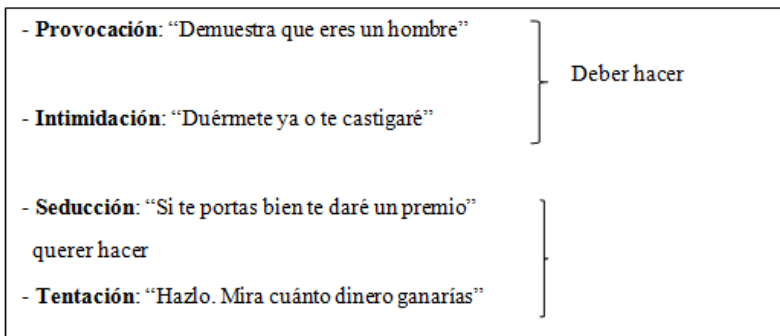 - Provocación: “Demuestra que eres un hombre”
Deber hacer
- Intimidación: “Duérmete ya o te castigaré”
- Seducción: “Si te portas bien te daré un premio”
querer hacer
- Tentación: “Hazlo. Mira cuánto dinero ganarías”